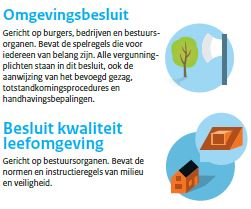 Omgevingsbesluit
Gericht op burgers, bedrijven en bestuurs-
organen. Bevat de spelregels die voor
iedereen van belang zijn. Alle vergunning-
plichten staan in dit besluit, ook de
aanwijzing van het bevoegd gezag,
totstandkomingsprocedures en
handhavingsbepalingen.
Besluit kwaliteit
leefomgeving
Gericht op bestuursorganen. Bevat de
normen en instructieregels van milieu
en veiligheid.